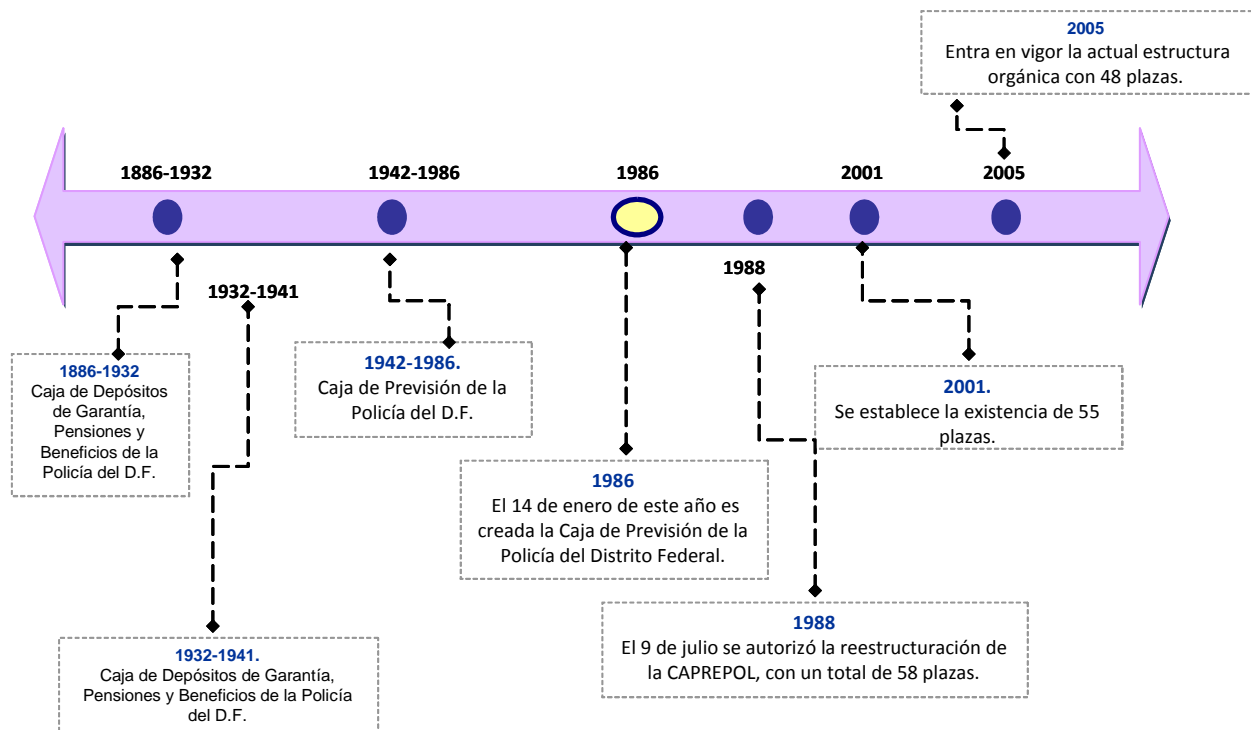 2005
Entra en vigor la actual estructura
orgánica con 48 plazas.
1886-1932
1942-1986
1986
2001
2005
1932-1941
1988
1886-1932
Caja de Depósitos
de Garantía,
Pensiones y
Beneficios de la
Policía del D.F.
1942-1986.
Caja de Previsión de la
Policía del D.F.
2001.
Se establece la existencia de 55
plazas.
1986
El 14 de enero de este año es
creada la Caja de Previsión de la
Policía del Distrito Federal.
1988
El 9 de julio se autorizó la reestructuración de
la CAPREPOL, con un total de 58 plazas.
1932-1941.
Caja de Depósitos de Garantía,
Pensiones y Beneficios de la Policía
del D.F.